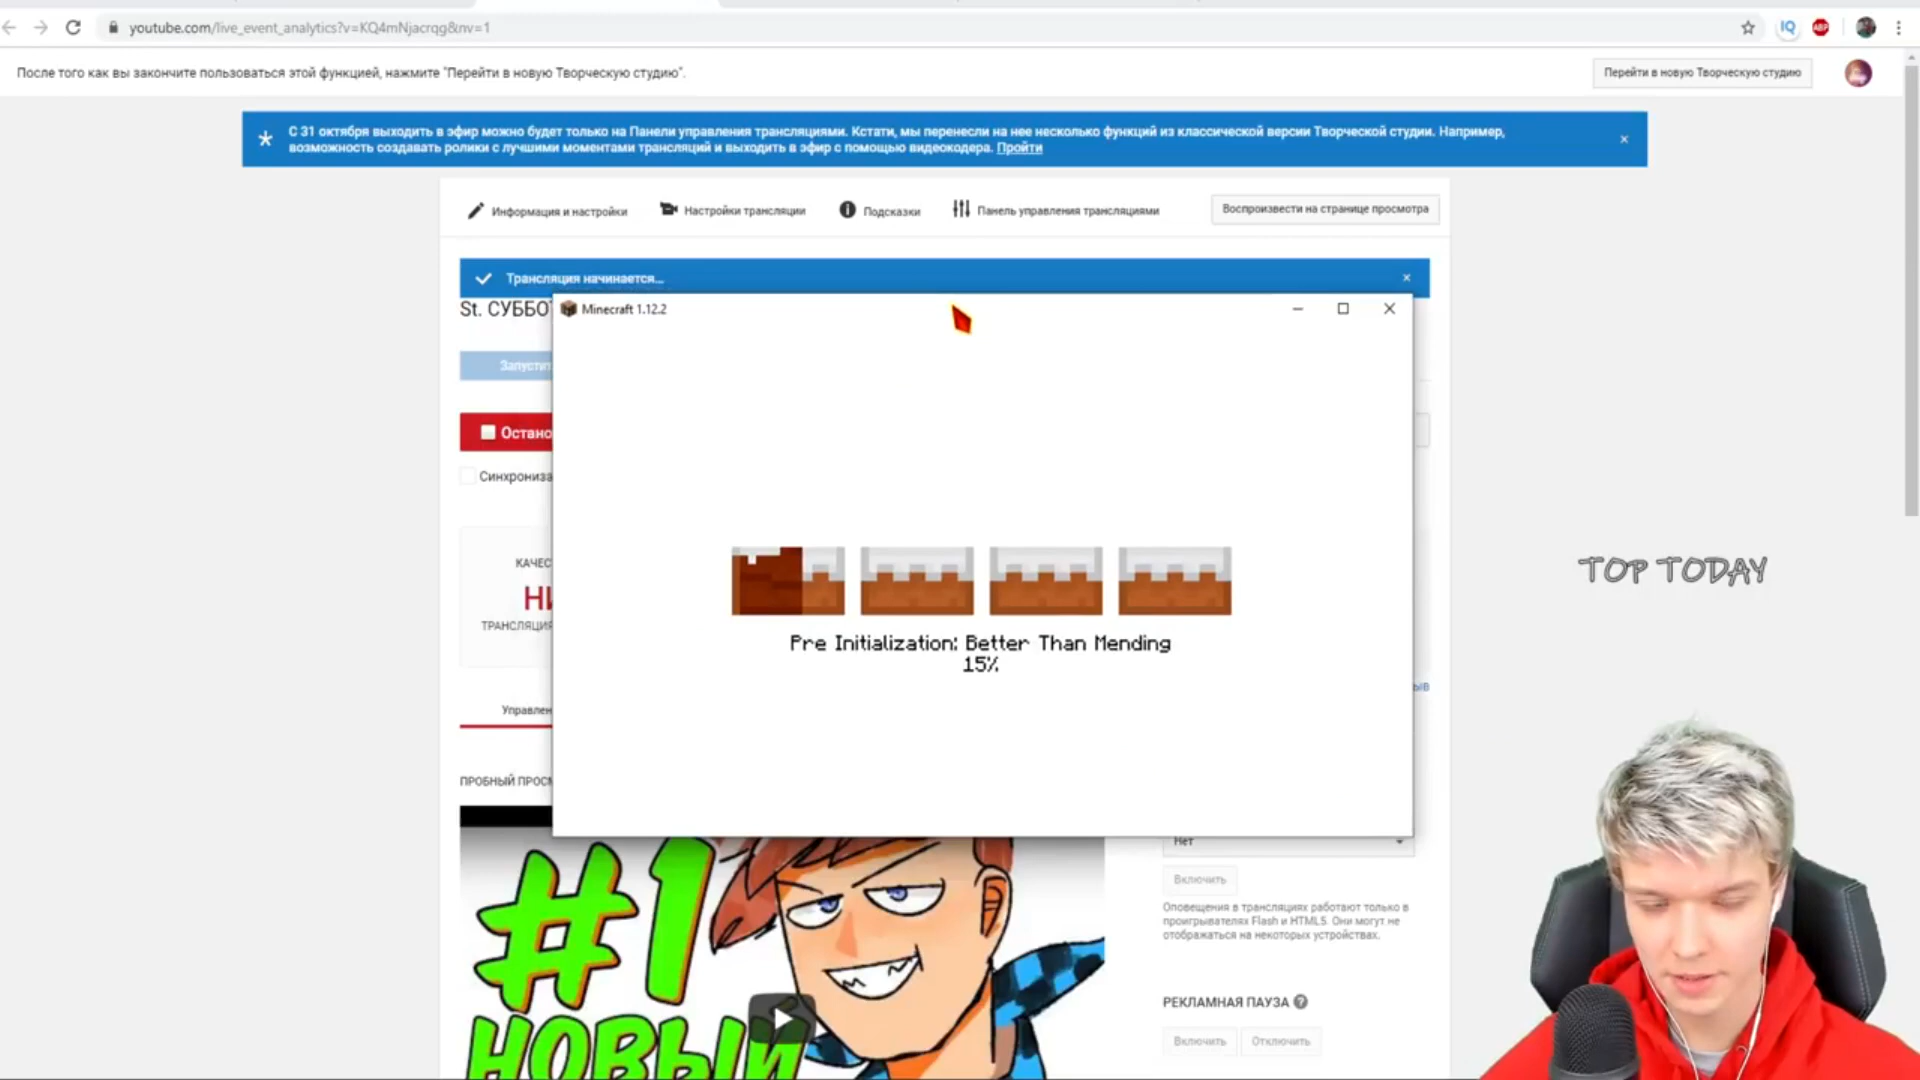 youtube.com/live_event_analytics?v=KQ4mNjacrqg&nv=1
IQ
ABP
После того как вы закончите пользоваться этой функцией, нажмите "Перейти в новую Творческую студию".
Перейти в новую Творческую студию
С 31 октября выходить в эфир можно будет только на Панели управления трансляциями. Кстати, мы перенесли на нее несколько функций из классической версии Творческой студии. Например,
возможность создавать ролики с лучшими моментами трансляций и выходить в эфир с помощью видеокодера. Пройти
Информация и настройки
Настройки трансляции
Подсказки
Панель управления трансляциями
Воспроизвести на странице просмотра
Трансляция начинается...
St. СУББО
Minecraft 1.12.2
Запустит
Остано
Синхрониза
КАЧЕС
НИ
ТРАНСЛЯЦИЯ
Pre Initialization: Better Than Mending
15%
TOP TODAY
ЫВ
Управлен
ПРОБНЫЙ ПРОС
Нет
Включить
Оповещения в трансляциях работают только в
проигрывателях Flash и HTML5. Они могут не
отображаться на некоторых устройствах.
РЕКЛАМНАЯ ПАУЗА
Включить
Отключить
#1
НОВЫЙ